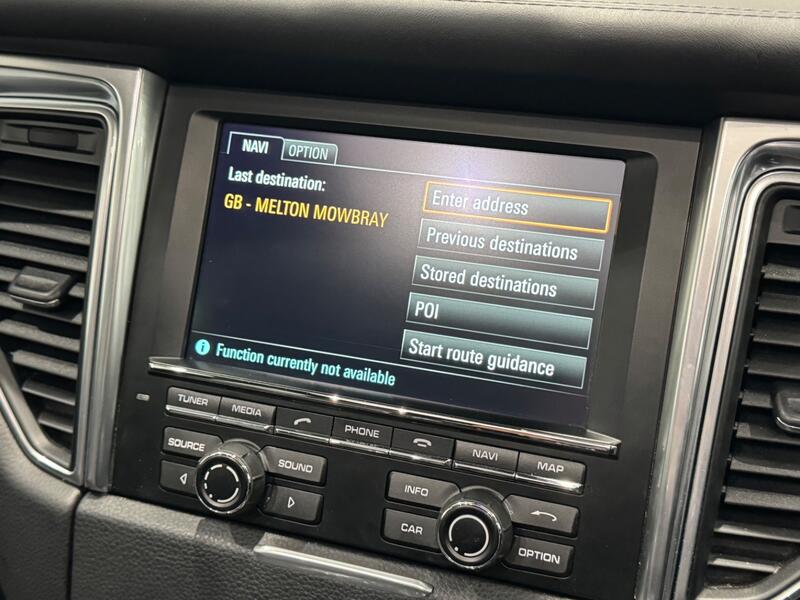 NAVI OPTION
Last destination:
GB - MELTON MOWBRAY
Enter address
Previous destinations
Stored destinations
POI
Start route guidance
i Function currently not available
TUNER MEDIA PHONE NAVI MAP
SOURCE SOUND INFO
CAR OPTION